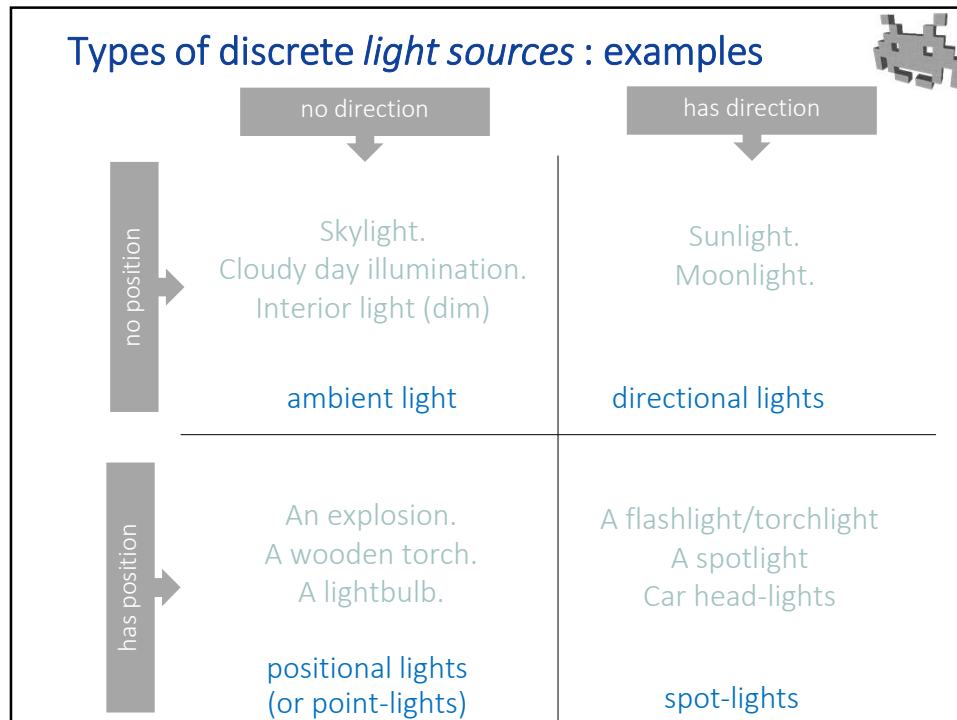 Types of discrete light sources : examples
no direction
has direction
no position
Skylight.
Cloudy day illumination.
Interior light (dim)
ambient light
Sunlight.
Moonlight.
directional lights
has position
An explosion.
A wooden torch.
A lightbulb.
positional lights
(or point-lights)
A flashlight/torchlight
A spotlight
Car head-lights
spot-lights